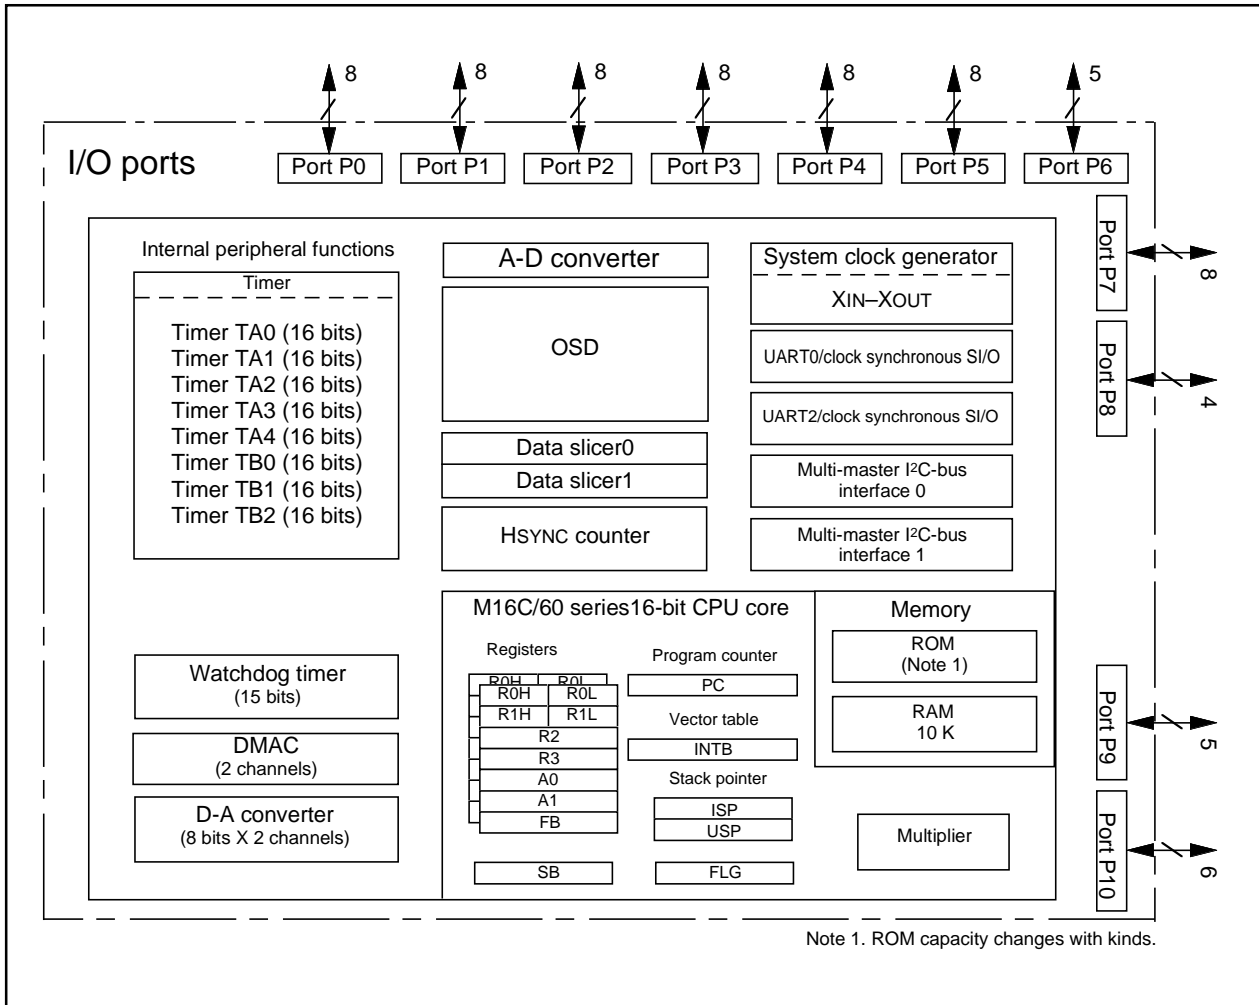 8
8
8
8
8
8
5
I/O ports
Port P0
Port P1
Port P2
Port P3
Port P4
Port P5
Port P6
Port P7
8
Port P8
4
Port P9
5
Port P10
6
Internal peripheral functions
Timer
Timer TA0 (16 bits)
Timer TA1 (16 bits)
Timer TA2 (16 bits)
Timer TA3 (16 bits)
Timer TA4 (16 bits)
Timer TB0 (16 bits)
Timer TB1 (16 bits)
Timer TB2 (16 bits)
Watchdog timer
(15 bits)
DMAC
(2 channels)
D-A converter
(8 bits X 2 channels)
A-D converter
OSD
Data slicer0
Data slicer1
HSYNC counter
System clock generator
XIN–XOUT
UART0/clock synchronous SI/O
UART2/clock synchronous SI/O
Multi-master I2C-bus
interface 0
Multi-master I2C-bus
interface 1
M16C/60 series16-bit CPU core
Registers
R0H R0L
R0H R0L
R1H R1L
R2
R3
A0
A1
FB
SB
Program counter
PC
Vector table
INTB
Stack pointer
ISP
USP
FLG
Memory
ROM
(Note 1)
RAM
10 K
Multiplier
Note 1. ROM capacity changes with kinds.